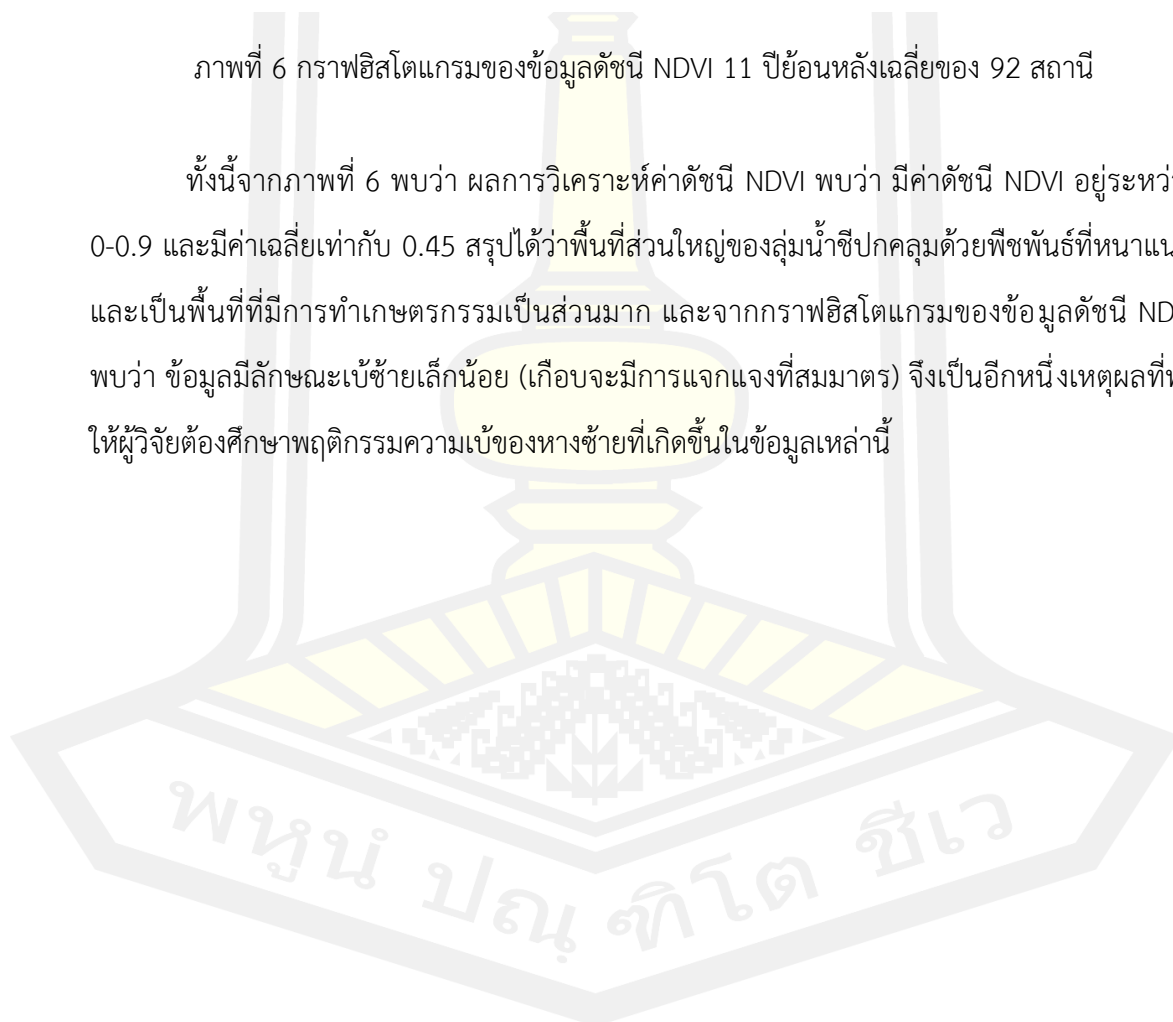 ภาพที่ 6 กราฟฮิสโตแกรมของข้อมูลดัชนี NDVI 11 ปีย้อนหลังเฉลี่ยของ 92 สถานี
ทั้งนี้จากภาพที่ 6 พบว่า ผลการวิเคราะห์ค่าดัชนี NDVI พบว่า มีค่าดัชนี NDVI อยู่ระหว่
0-0.9 และมีค่าเฉลี่ยเท่ากับ 0.45 สรุปได้ว่าพื้นที่ส่วนใหญ่ของลุ่มน้ำชีปกคลุมด้วยพืชพันธ์ที่หนาแน
และเป็นพื้นที่ที่มีการทำเกษตรกรรมเป็นส่วนมาก และจากกราฟฮิสโตแกรมของข้อมูลดัชนี ND
พบว่า ข้อมูลมีลักษณะเบ้ซ้ายเล็กน้อย (เกือบจะมีการแจกแจงที่สมมาตร) จึงเป็นอีกหนึ่งเหตุผลที่
ให้ผู้วิจัยต้องศึกษาพฤติกรรมความเบ้ของหางซ้ายที่เกิดขึ้นในข้อมูลเหล่านี้
พหูนํ ปณฺ ฑิโต ชีเว